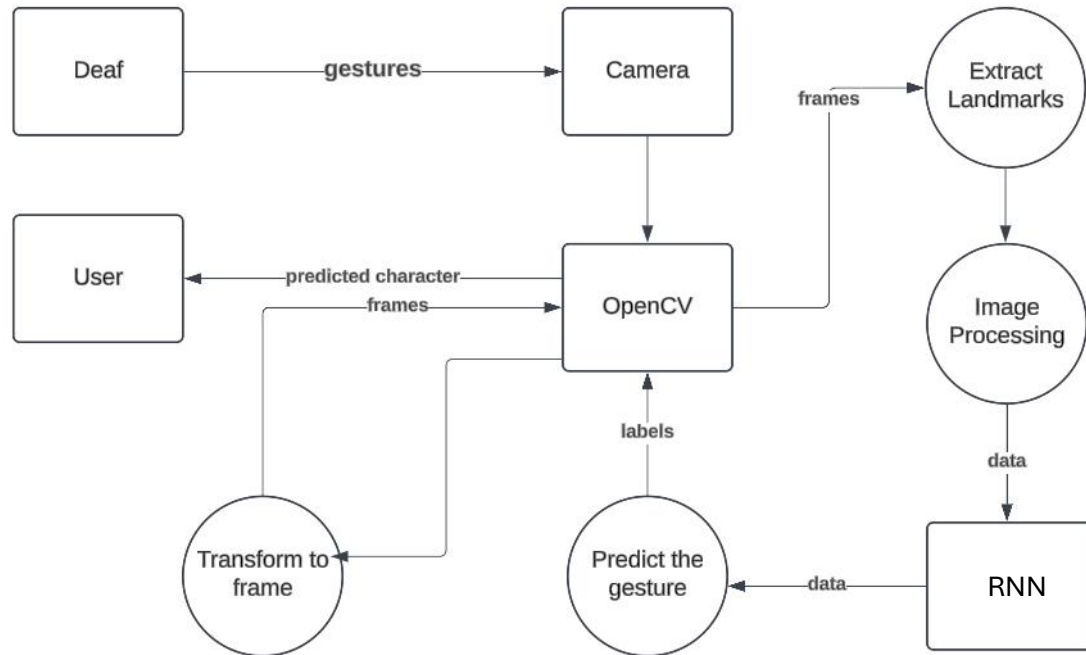 Deaf
gestures
Camera
frames
Extract
Landmarks
User
predicted character
frames
OpenCV
Image
Processing
labels
data
Transform to
frame
Predict the
gesture
data
RNN